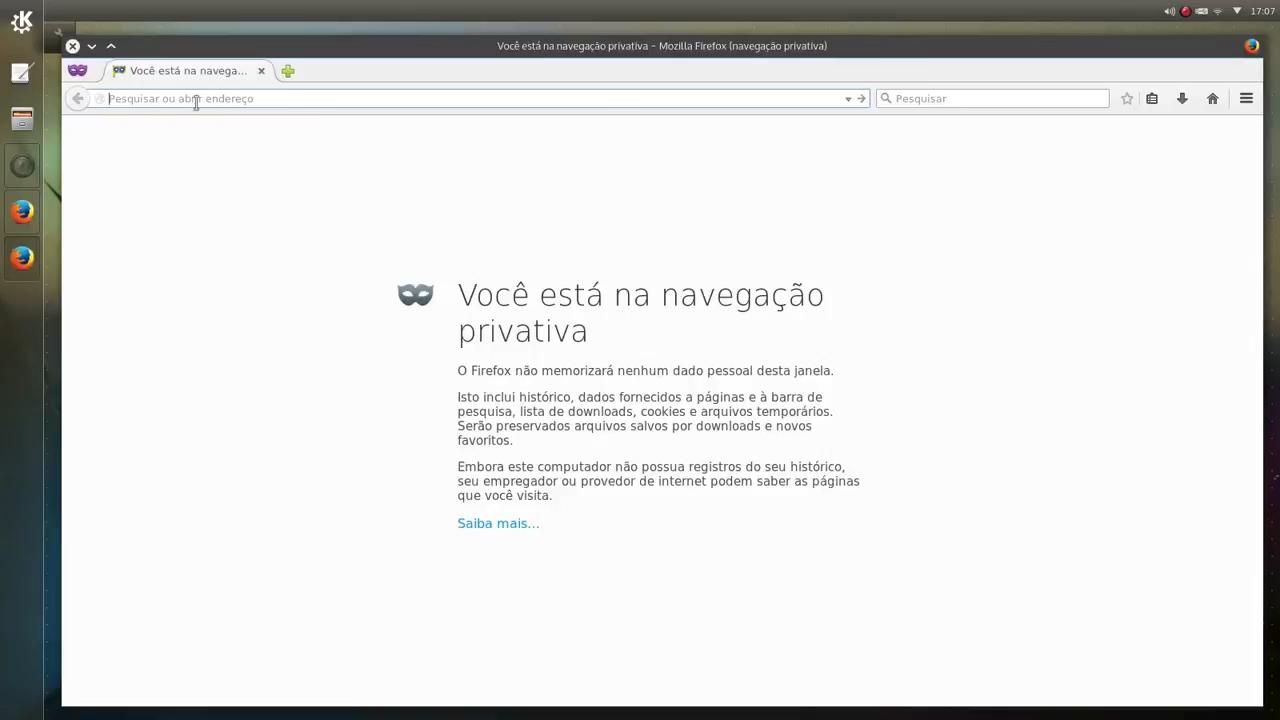 17:07
Você está na navegação privativa – Mozilla Firefox (navegação privativa)
Você está na navega...
Pesquisar ou abrir endereço
Pesquisar
Você está na navegação
privativa
O Firefox não memorizará nenhum dado pessoal desta janela.
Isto inclui histórico, dados fornecidos a páginas e à barra de
pesquisa, lista de downloads, cookies e arquivos temporários.
Serão preservados arquivos salvos por downloads e novos
favoritos.
Embora este computador não possua registros do seu histórico,
seu empregador ou provedor de internet podem saber as páginas
que você visita.
Saiba mais...